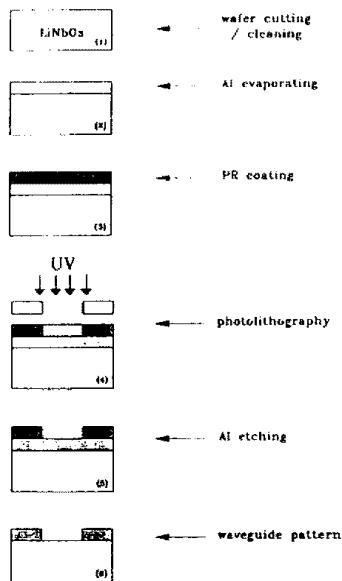 LiNbO₃
(1)
wafer cutting
/ cleaning
(2)
Al evaporating
(3)
PR coating
UV
(4)
photolithography
(5)
Al etching
(6)
waveguide pattern